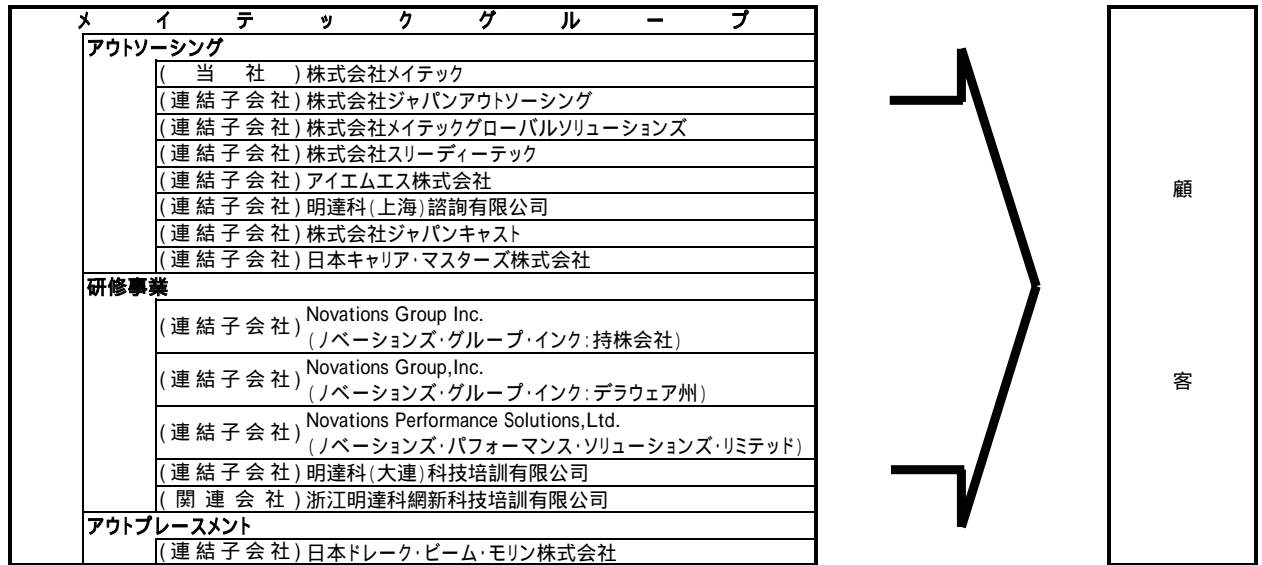 メイテックグループ
アウトソーシング
(当社)株式会社メイテック
(連結子会社)株式会社ジャパンアウトソーシング
(連結子会社)株式会社メイテックグローバルソリューションズ
(連結子会社)株式会社スリーディーテック
(連結子会社)アイエムエス株式会社
(連結子会社)明達科(上海)諮詢有限公司
(連結子会社)株式会社ジャパンキャスト
(連結子会社)日本キャリア・マスターズ株式会社
研修事業
(連結子会社)Novations Group Inc.
(ノベーションズ・グループ・インク:持株会社)
(連結子会社)Novations Group,Inc.
(ノベーションズ・グループ・インク:デラウェア州)
(連結子会社)Novations Performance Solutions,Ltd.
(ノベーションズ・パフォーマンス・ソリューションズ・リミテッド)
(連結子会社)明達科(大連)科技培訓有限公司
(関連会社)浙江明達科網新科技培訓有限公司
アウトプレースメント
(連結子会社)日本ドレーク・ビーム・モリン株式会社
顧客